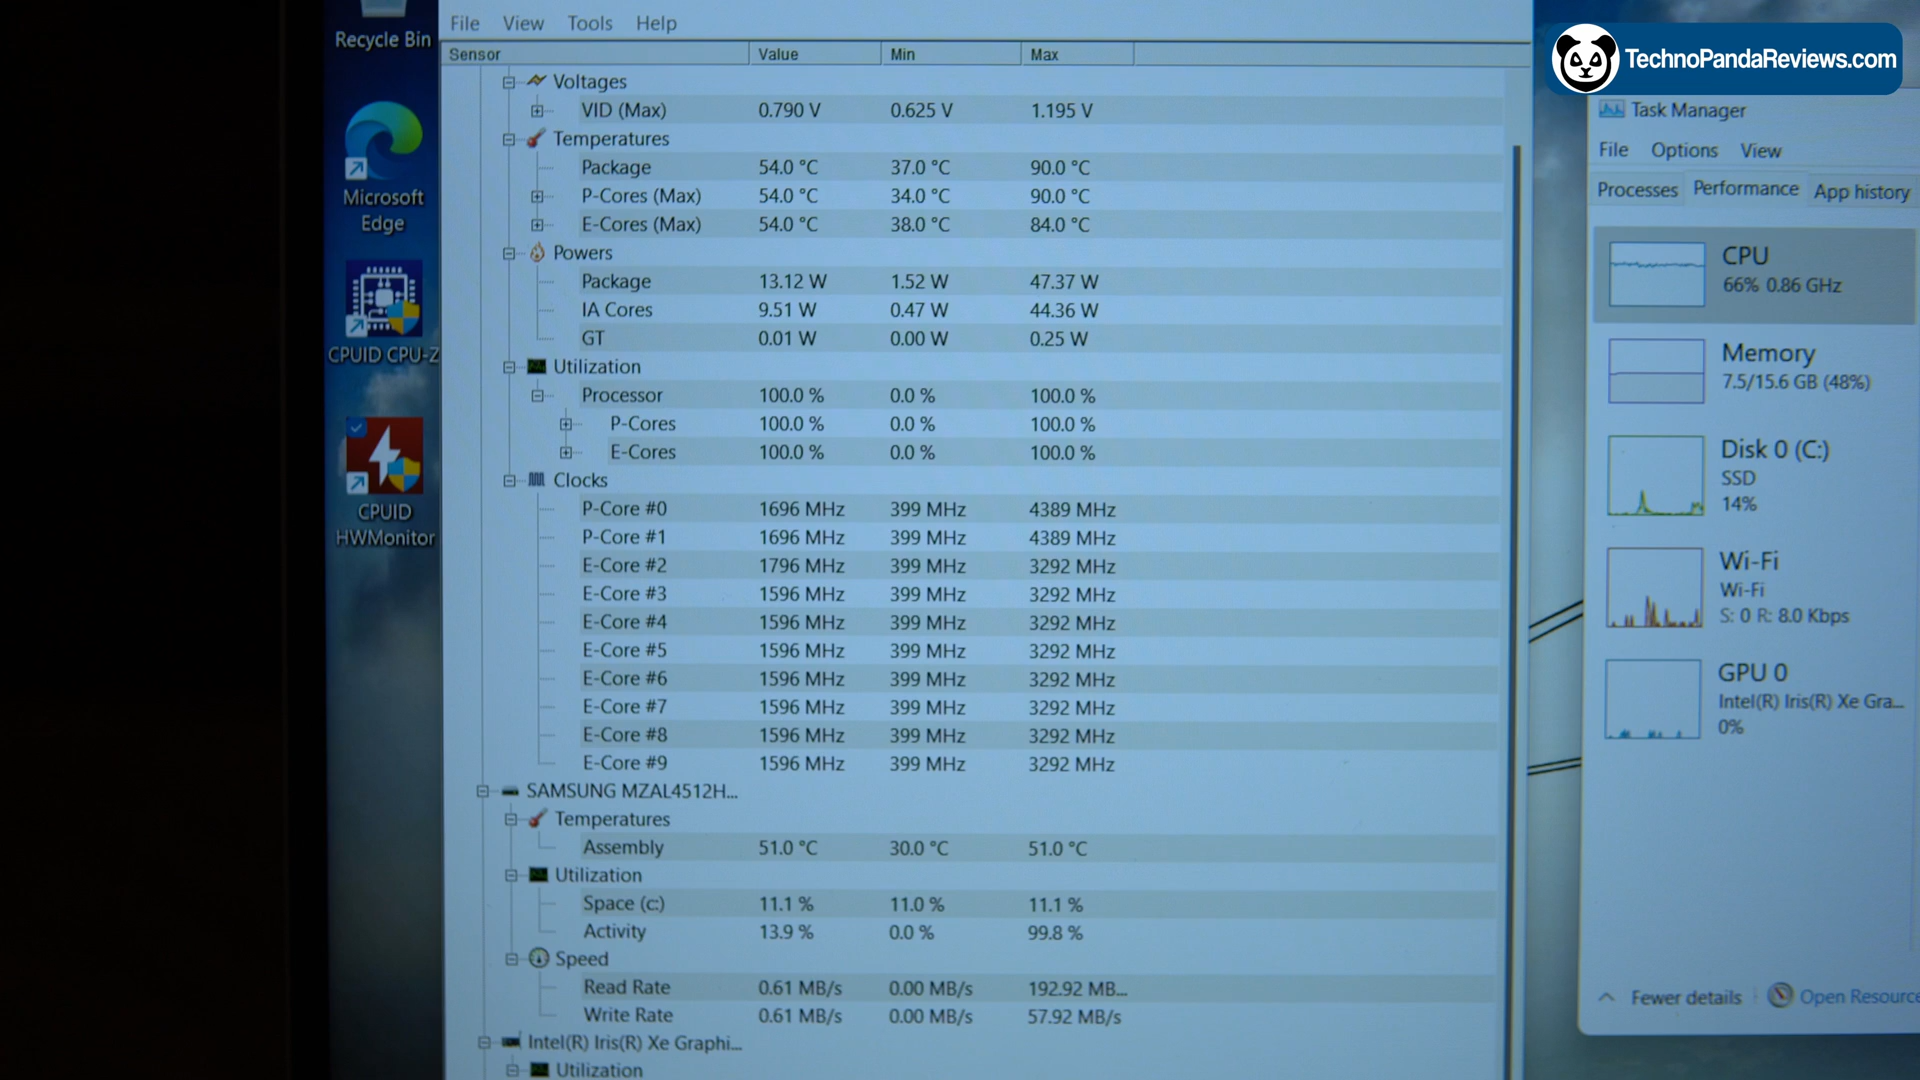 Recycle Bin
Microsoft
Edge
CPUID CPU-Z
CPUID
HWMonitor
File View Tools Help
Sensor Value Min Max
Voltages
VID (Max) 0.790 V 0.625 V 1.195 V
Temperatures
Package 54.0 °C 37.0 °C 90.0 °C
P-Cores (Max) 54.0 °C 34.0 °C 90.0 °C
E-Cores (Max) 54.0 °C 38.0 °C 84.0 °C
Powers
Package 13.12 W 1.52 W 47.37 W
IA Cores 9.51 W 0.47 W 44.36 W
GT 0.01 W 0.00 W 0.25 W
Utilization
Processor 100.0 % 0.0 % 100.0 %
P-Cores 100.0 % 0.0 % 100.0 %
E-Cores 100.0 % 0.0 % 100.0 %
Clocks
P-Core #0 1696 MHz 399 MHz 4389 MHz
P-Core #1 1696 MHz 399 MHz 4389 MHz
E-Core #2 1796 MHz 399 MHz 3292 MHz
E-Core #3 1596 MHz 399 MHz 3292 MHz
E-Core #4 1596 MHz 399 MHz 3292 MHz
E-Core #5 1596 MHz 399 MHz 3292 MHz
E-Core #6 1596 MHz 399 MHz 3292 MHz
E-Core #7 1596 MHz 399 MHz 3292 MHz
E-Core #8 1596 MHz 399 MHz 3292 MHz
E-Core #9 1596 MHz 399 MHz 3292 MHz
SAMSUNG MZAL4512H...
Temperatures
Assembly 51.0 °C 30.0 °C 51.0 °C
Utilization
Space (c:) 11.1 % 11.0 % 11.1 %
Activity 13.9 % 0.0 % 99.8 %
Speed
Read Rate 0.61 MB/s 0.00 MB/s 192.92 MB...
Write Rate 0.61 MB/s 0.00 MB/s 57.92 MB/s
Intel(R) Iris(R) Xe Graphi...
Utilization
TechnoPandaReviews.com
Task Manager
File Options View
Processes Performance App history
CPU
66% 0.86 GHz
Memory
7.5/15.6 GB (48%)
Disk 0 (C:)
SSD
14%
Wi-Fi
Wi-Fi
S: 0 R: 8.0 Kbps
GPU 0
Intel(R) Iris(R) Xe Gra...
0%
Fewer details Open Resource